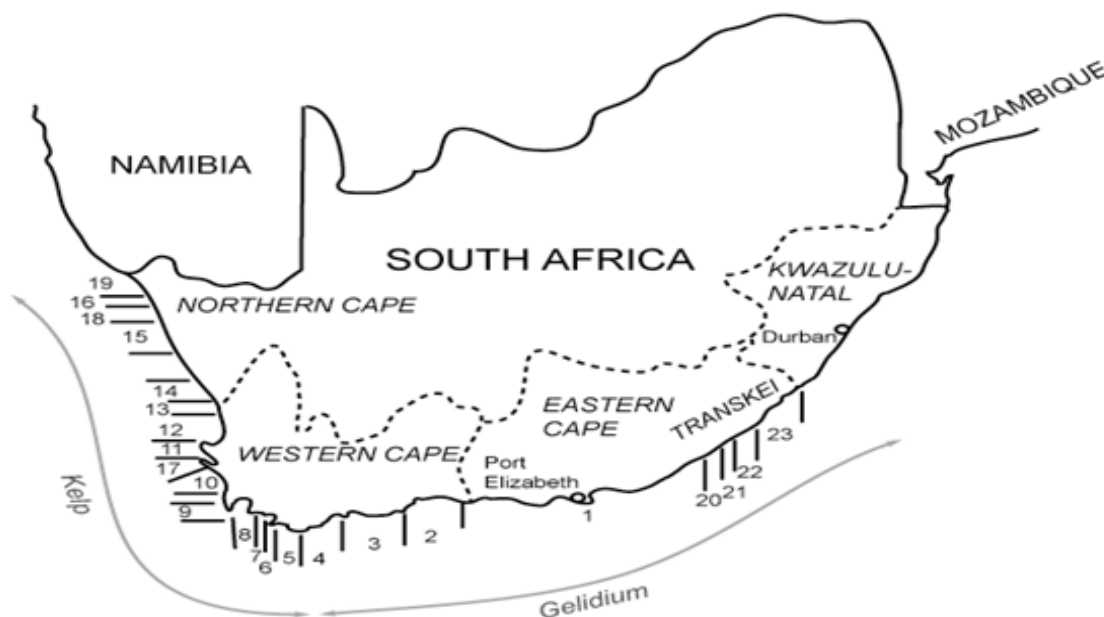 MOZAMBIQUE
NAMIBIA
SOUTH AFRICA
KWAZULU-
NATAL
19
NORTHERN CAPE
16
18
Durban
15
14
EASTERN
CAPE
TRANSKEI
13
12
WESTERN CAPE
23
11
Port
Elizabeth
17
22
10
21
20
Kelp
9
1
8
2
3
7
5
4
6
Gelidium